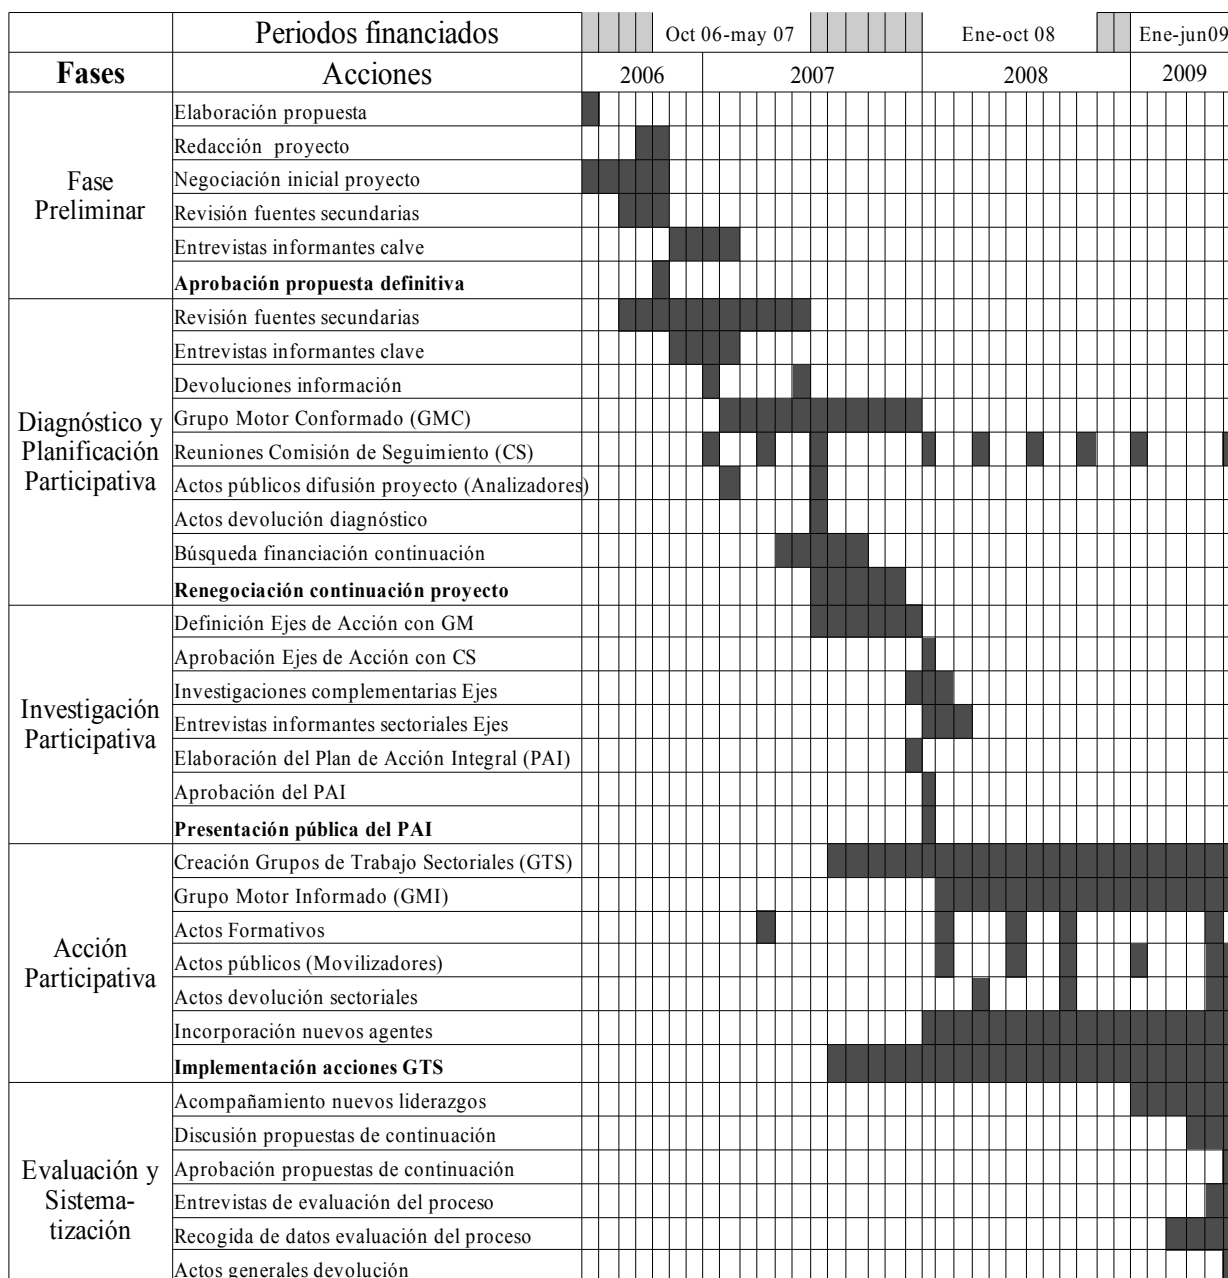 Periodos financiados
Oct 06-may 07
Ene-oct 08
Ene-jun09
Fases
Acciones
2006
2007
2008
2009
Fase
Preliminar
Elaboración propuesta
Redacción proyecto
Negociación inicial proyecto
Revisión fuentes secundarias
Entrevistas informantes calve
Aprobación propuesta definitiva
Diagnóstico y
Planificación
Participativa
Revisión fuentes secundarias
Entrevistas informantes clave
Devoluciones información
Grupo Motor Conformado (GMC)
Reuniones Comisión de Seguimiento (CS)
Actos públicos difusión proyecto (Analizadores)
Actos devolución diagnóstico
Búsqueda financiación continuación
Renegociación continuación proyecto
Investigación
Participativa
Definición Ejes de Acción con GM
Aprobación Ejes de Acción con CS
Investigaciones complementarias Ejes
Entrevistas informantes sectoriales Ejes
Elaboración del Plan de Acción Integral (PAI)
Aprobación del PAI
Presentación pública del PAI
Acción
Participativa
Creación Grupos de Trabajo Sectoriales (GTS)
Grupo Motor Informado (GMI)
Actos Formativos
Actos públicos (Movilizadores)
Actos devolución sectoriales
Incorporación nuevos agentes
Implementación acciones GTS
Evaluación y
Sistema-
tización
Acompañamiento nuevos liderazgos
Discusión propuestas de continuación
Aprobación propuestas de continuación
Entrevistas de evaluación del proceso
Recogida de datos evaluación del proceso
Actos generales devolución